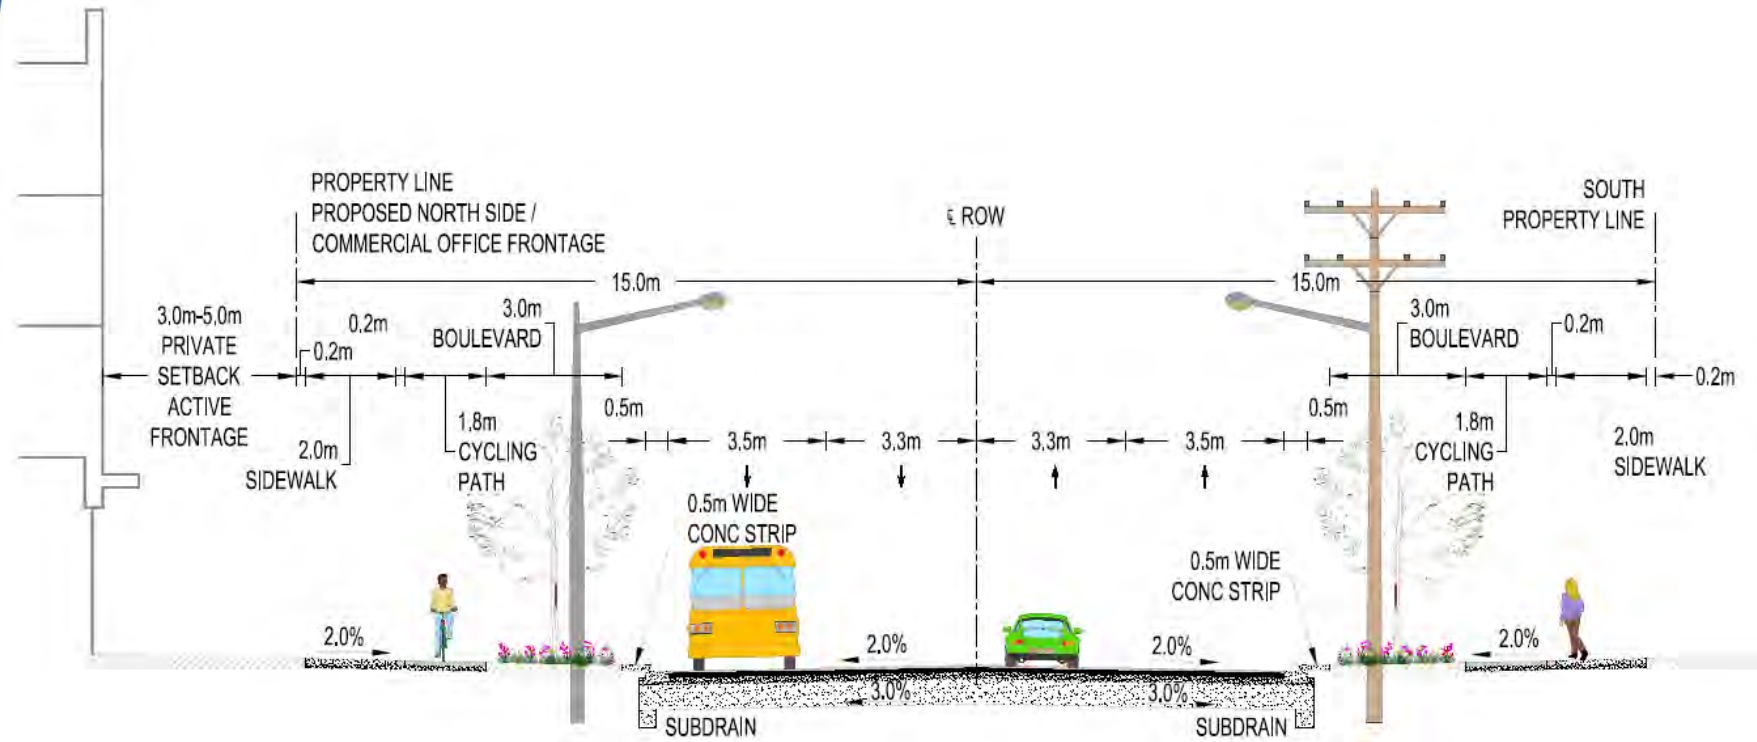 PROPERTY LINE
PROPOSED NORTH SIDE /
COMMERCIAL OFFICE FRONTAGE
℄ ROW
SOUTH
PROPERTY LINE
15.0m
15.0m
3.0m-5.0m
PRIVATE
SETBACK
ACTIVE
FRONTAGE
0.2m
0.2m
3.0m
BOULEVARD
2.0m
SIDEWALK
1.8m
CYCLING
PATH
0.5m
3.5m
3.3m
3.3m
3.5m
0.5m
3.0m
BOULEVARD
0.2m
0.2m
1.8m
CYCLING
PATH
2.0m
SIDEWALK
0.5m WIDE
CONC STRIP
0.5m WIDE
CONC STRIP
2.0%
2.0%
2.0%
2.0%
3.0%
3.0%
SUBDRAIN
SUBDRAIN